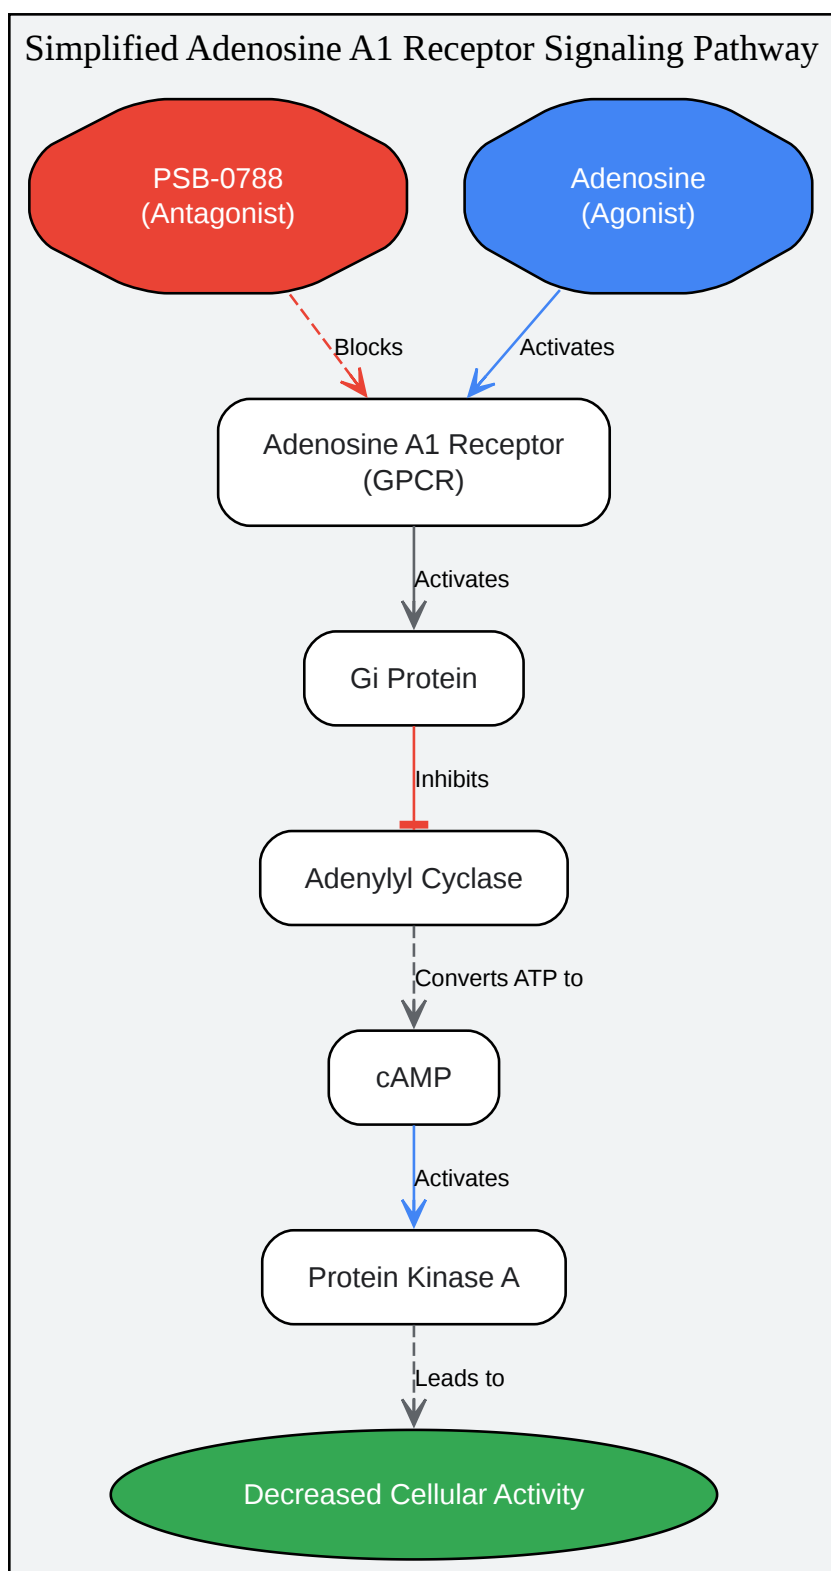 Simplified Adenosine A1 Receptor Signaling Pathway
PSB-0788
(Antagonist)
Adenosine
(Agonist)
Blocks
Activates
Adenosine A1 Receptor
(GPCR)
Activates
Gi Protein
Inhibits
Adenylyl Cyclase
Converts ATP to
cAMP
Activates
Protein Kinase A
Leads to
Decreased Cellular Activity